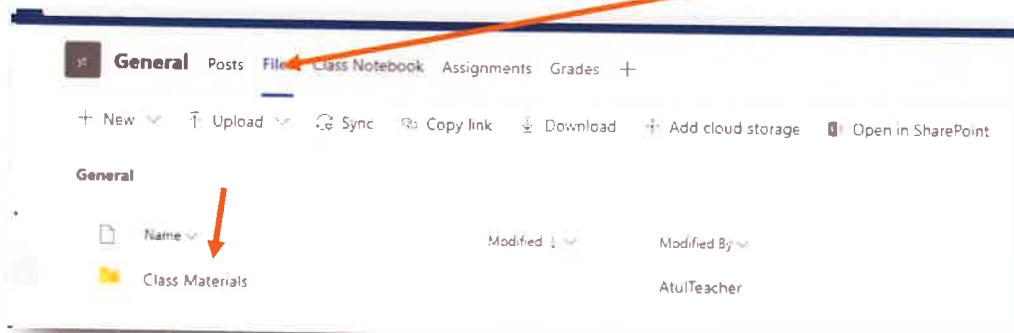 General Posts File Class Notebook Assignments Grades +
+ New Upload Sync Copy link Download + Add cloud storage Open in SharePoint
General
Name Modified ↓ Modified By
Class Materials AtulTeacher